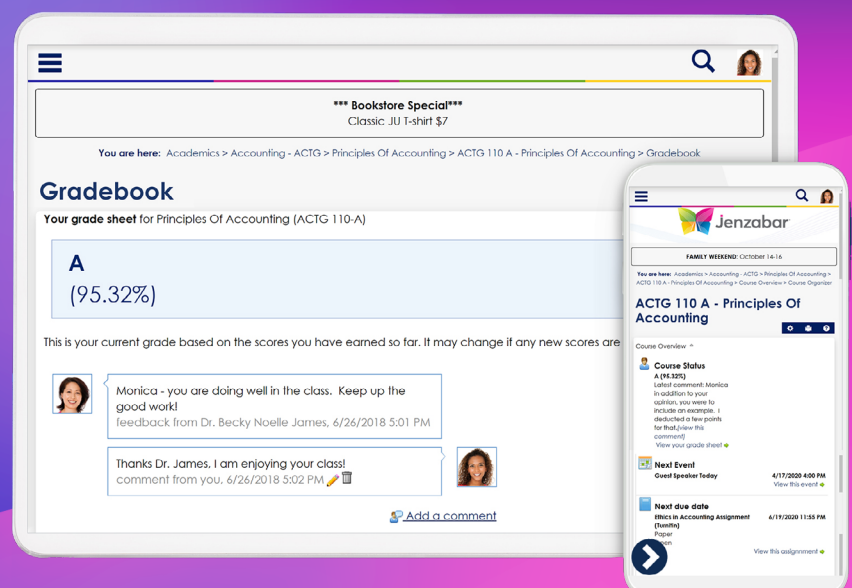 *** Bookstore Special***
Classic JU T-shirt $7
You are here: Academics > Accounting - ACTG > Principles Of Accounting > ACTG 110 A - Principles Of Accounting > Gradebook
Gradebook
Your grade sheet for Principles Of Accounting (ACTG 110-A)
A
(95.32%)
This is your current grade based on the scores you have earned so far. It may change if any new scores are
Monica - you are doing well in the class. Keep up the
good work!
feedback from Dr. Becky Noelle James, 6/26/2018 5:01 PM
Thanks Dr. James, I am enjoying your class!
comment from you, 6/26/2018 5:02 PM
Add a comment
Jenzabar
FAMILY WEEKEND: October 14-16
You are here: Academics > Accounting - ACTG > Principles Of Accounting >
ACTG 110 A - Principles Of Accounting > Course Overview > Course Organizer
ACTG 110 A - Principles Of
Accounting
Course Overview
Course Status
A (95.32%)
Latest comment: Monica
in addition to your
opinion, you were to
include an example. I
deducted a few points
for that.[view this
comment]
View your grade sheet
Next Event
Guest Speaker Today 4/17/2020 4:00 PM
View this event
Next due date
Ethics in Accounting Assignment 6/19/2020 11:55 PM
(Turnitin)
Paper
View this assignment